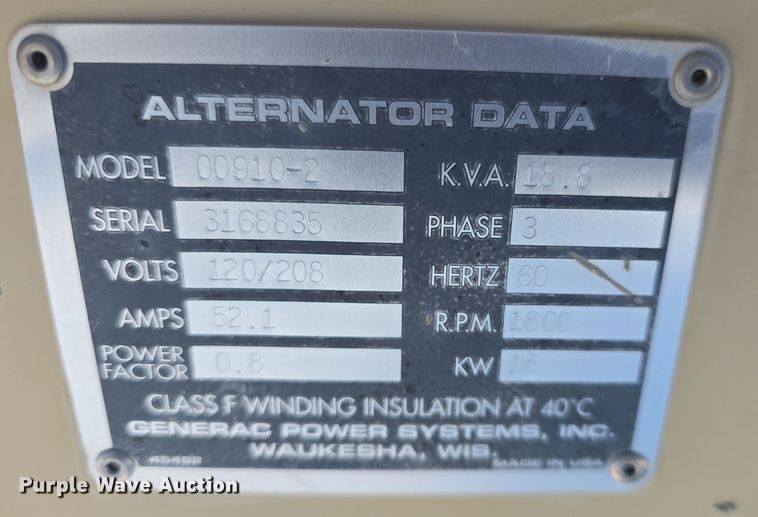 ALTERNATOR DATA
MODEL 00910-2 K.V.A. 18.8
SERIAL 3168835 PHASE 3
VOLTS 120/208 HERTZ 60
AMPS 52.1 R.P.M. 1800
POWER FACTOR 0.8 KW 15
CLASS F WINDING INSULATION AT 40°C
GENERAC POWER SYSTEMS, INC.
WAUKESHA, WIS.
45452 MADE IN USA
Purple Wave Auction